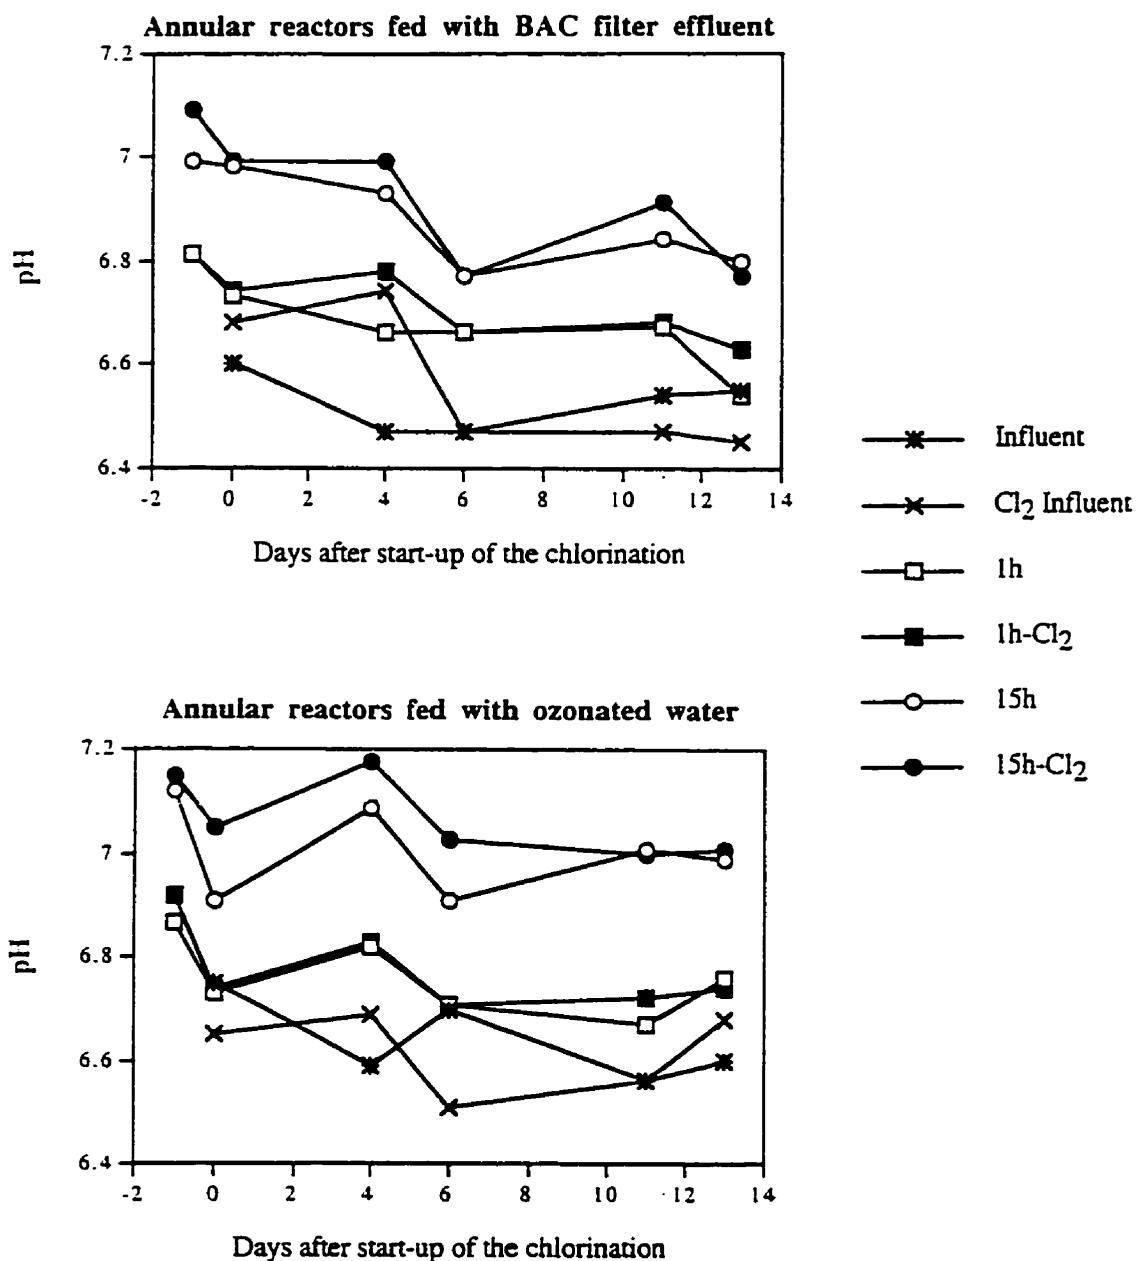 Annular reactors fed with BAC filter effluent
7.2
7
6.8
6.6
6.4
pH
-2 0 2 4 6 8 10 12 14
Days after start-up of the chlorination
Influent
Cl2 Influent
1h
1h-Cl2
15h
15h-Cl2
Annular reactors fed with ozonated water
7.2
7
6.8
6.6
6.4
pH
-2 0 2 4 6 8 10 12 14
Days after start-up of the chlorination